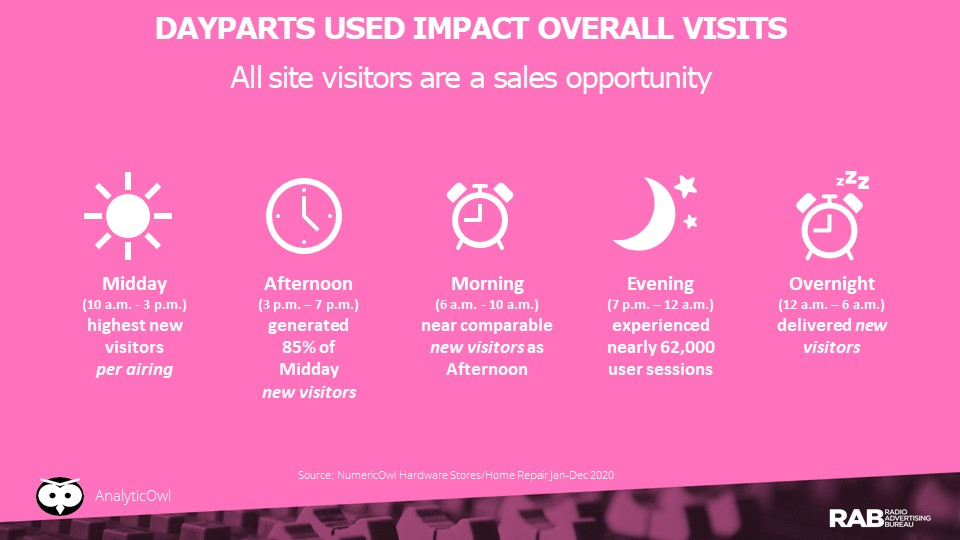 DAYPARTS USED IMPACT OVERALL VISITS
All site visitors are a sales opportunity
zzz
Midday
(10 a.m. - 3 p.m.)
highest new
visitors
per airing
Afternoon
(3 p.m. – 7 p.m.)
generated
85% of
Midday
new visitors
Morning
(6 a.m. - 10 a.m.)
near comparable
new visitors as
Afternoon
Evening
(7 p.m. – 12 a.m.)
experienced
nearly 62,000
user sessions
Overnight
(12 a.m. – 6 a.m.)
delivered new
visitors
Source: NumericOwl Hardware Stores/Home Repair Jan-Dec 2020
AnalyticOwl
RAB RADIO
ADVERTISING
BUREAU